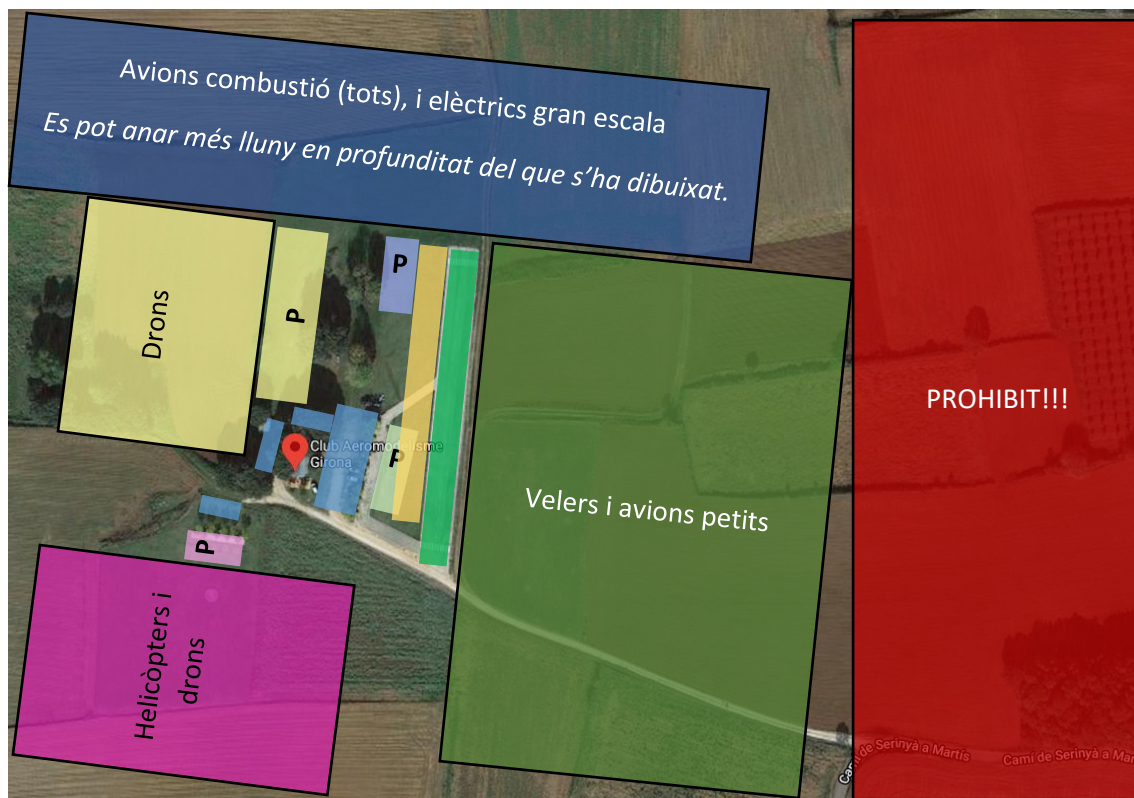 Avions combustió (tots), i elèctrics gran escala
Es pot anar més lluny en profunditat del que s'ha dibuixat.
Drons
P
P
PROHIBIT!!!
Club Aeromodelisme
Girona
P
Velers i avions petits
P
Helicòpters i
drons
Camí de Serinyà a Martís
Camí de Serinyà a Mar